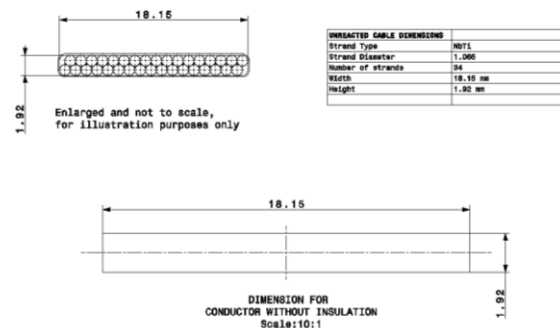 18.15
1.92
Enlarged and not to scale,
for illustration purposes only
UNREACTED CABLE DIMENSIONS
Strand Type NbTi
Strand Diameter 1.065
Number of strands 34
Width 18.15 mm
Height 1.92 mm
18.15
1.92
DIMENSION FOR
CONDUCTOR WITHOUT INSULATION
Scale:10:1